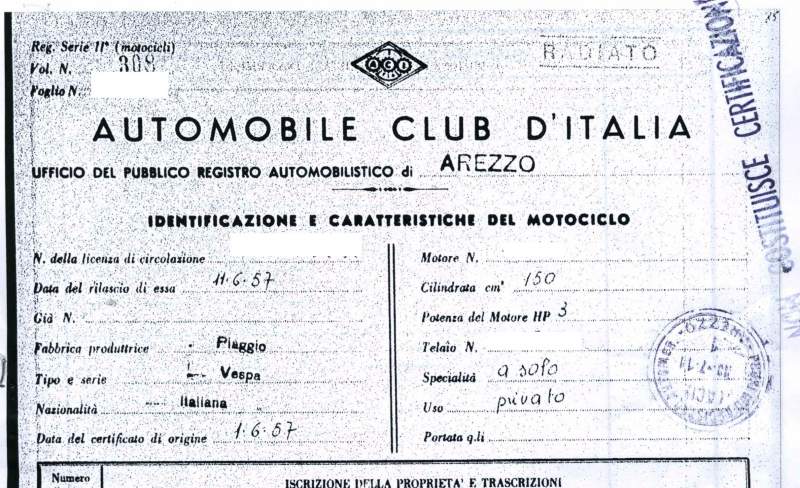 Reg. Serie IIª (motocicli)
Vol. N. 308
Foglio N.
ACI
RADIATO
15
NON COSTITUISCE CERTIFICAZIONE
AUTOMOBILE CLUB D'ITALIA
UFFICIO DEL PUBBLICO REGISTRO AUTOMOBILISTICO di AREZZO
IDENTIFICAZIONE E CARATTERISTICHE DEL MOTOCICLO
N. della licenza di circolazione
Data del rilascio di essa 11.6.57
Già N.
Fabbrica produttrice - Piaggio
Tipo e serie - Vespa
Nazionalità - Italiana
Data del certificato di origine 1.6.57
Motore N.
Cilindrata cm³ 150
Potenza del Motore HP 3
Telaio N.
Specialità a solo
Uso privato
Portata q.li
Numero
ISCRIZIONE DELLA PROPRIETA' E TRASCRIZIONI